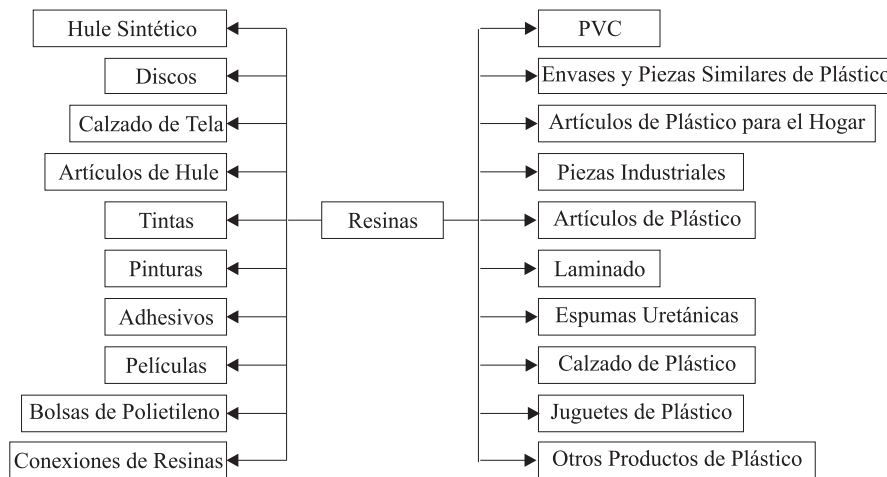 Hule Sintético
Discos
Calzado de Tela
Artículos de Hule
Tintas
Pinturas
Adhesivos
Películas
Bolsas de Polietileno
Conexiones de Resinas
Resinas
PVC
Envases y Piezas Similares de Plástico
Artículos de Plástico para el Hogar
Piezas Industriales
Artículos de Plástico
Laminado
Espumas Uretánicas
Calzado de Plástico
Juguetes de Plástico
Otros Productos de Plástico